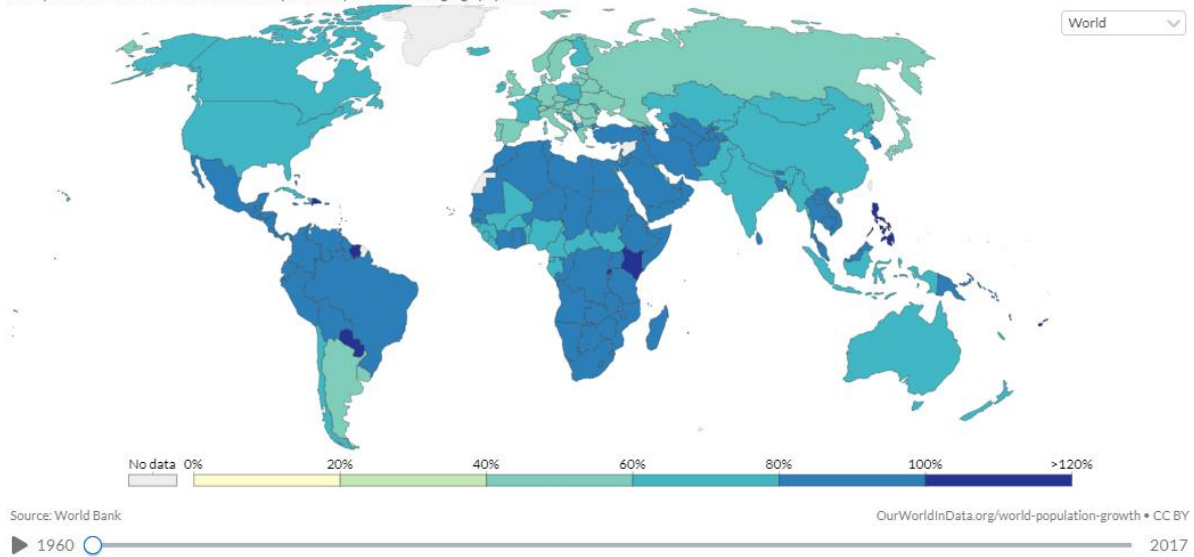 World
No data 0% 20% 40% 60% 80% 100% >120%
Source: World Bank
OurWorldInData.org/world-population-growth • CC BY
1960
2017